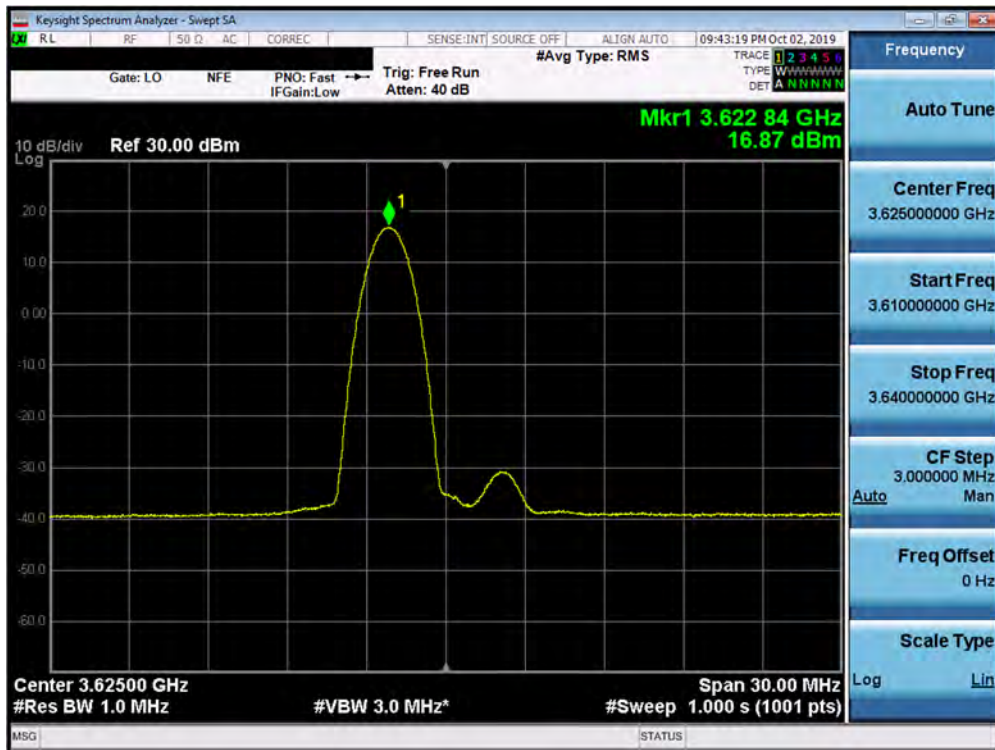 Keysight Spectrum Analyzer - Swept SA
LXI RL RF 50 Ω AC CORREC SENSE:INT SOURCE OFF ALIGN AUTO 09:43:19 PM Oct 02, 2019
Frequency
#Avg Type: RMS
TRACE 1 2 3 4 5 6
Gate: LO NFE PNO: Fast Trig: Free Run
TYPE WWWWWW
IFGain:Low Atten: 40 dB
DET A N N N N N
Auto Tune
Mkr1 3.622 84 GHz
16.87 dBm
10 dB/div Ref 30.00 dBm
Log
1
20.0
10.0
0.00
-10.0
-20.0
-30.0
-40.0
-50.0
-60.0
Center Freq
3.625000000 GHz
Start Freq
3.610000000 GHz
Stop Freq
3.640000000 GHz
CF Step
3.000000 MHz
Auto Man
Freq Offset
0 Hz
Scale Type
Log Lin
Center 3.62500 GHz Span 30.00 MHz
#Res BW 1.0 MHz #VBW 3.0 MHz* #Sweep 1.000 s (1001 pts)
MSG STATUS